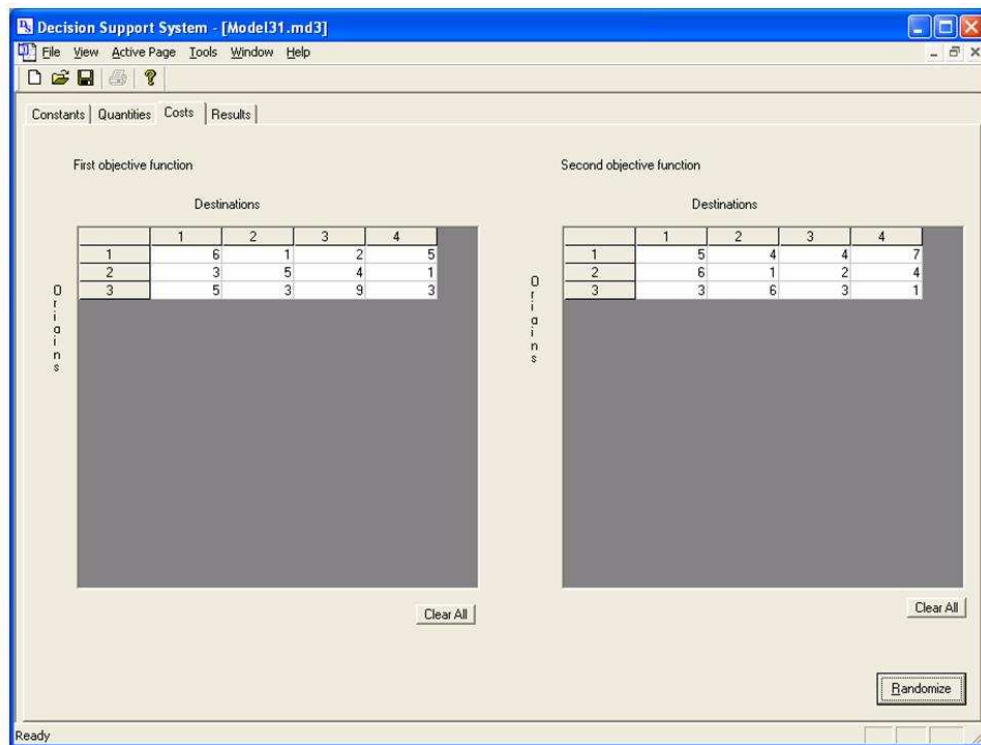 Decision Support System - [Model31.md3]
File View Active Page Tools Window Help
Constants Quantities Costs Results
First objective function
Destinations
1 2 3 4
1 6 1 2 5
2 3 5 4 1
3 5 3 9 3
O
r
i
g
i
n
s
Clear All
Second objective function
Destinations
1 2 3 4
1 5 4 4 7
2 6 1 2 4
3 3 6 3 1
O
r
i
g
i
n
s
Clear All
Randomize
Ready